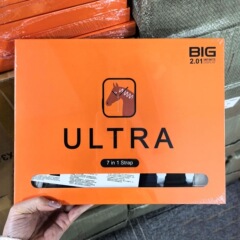 BIG
2.01
ULTRA
7 in 1 Strap